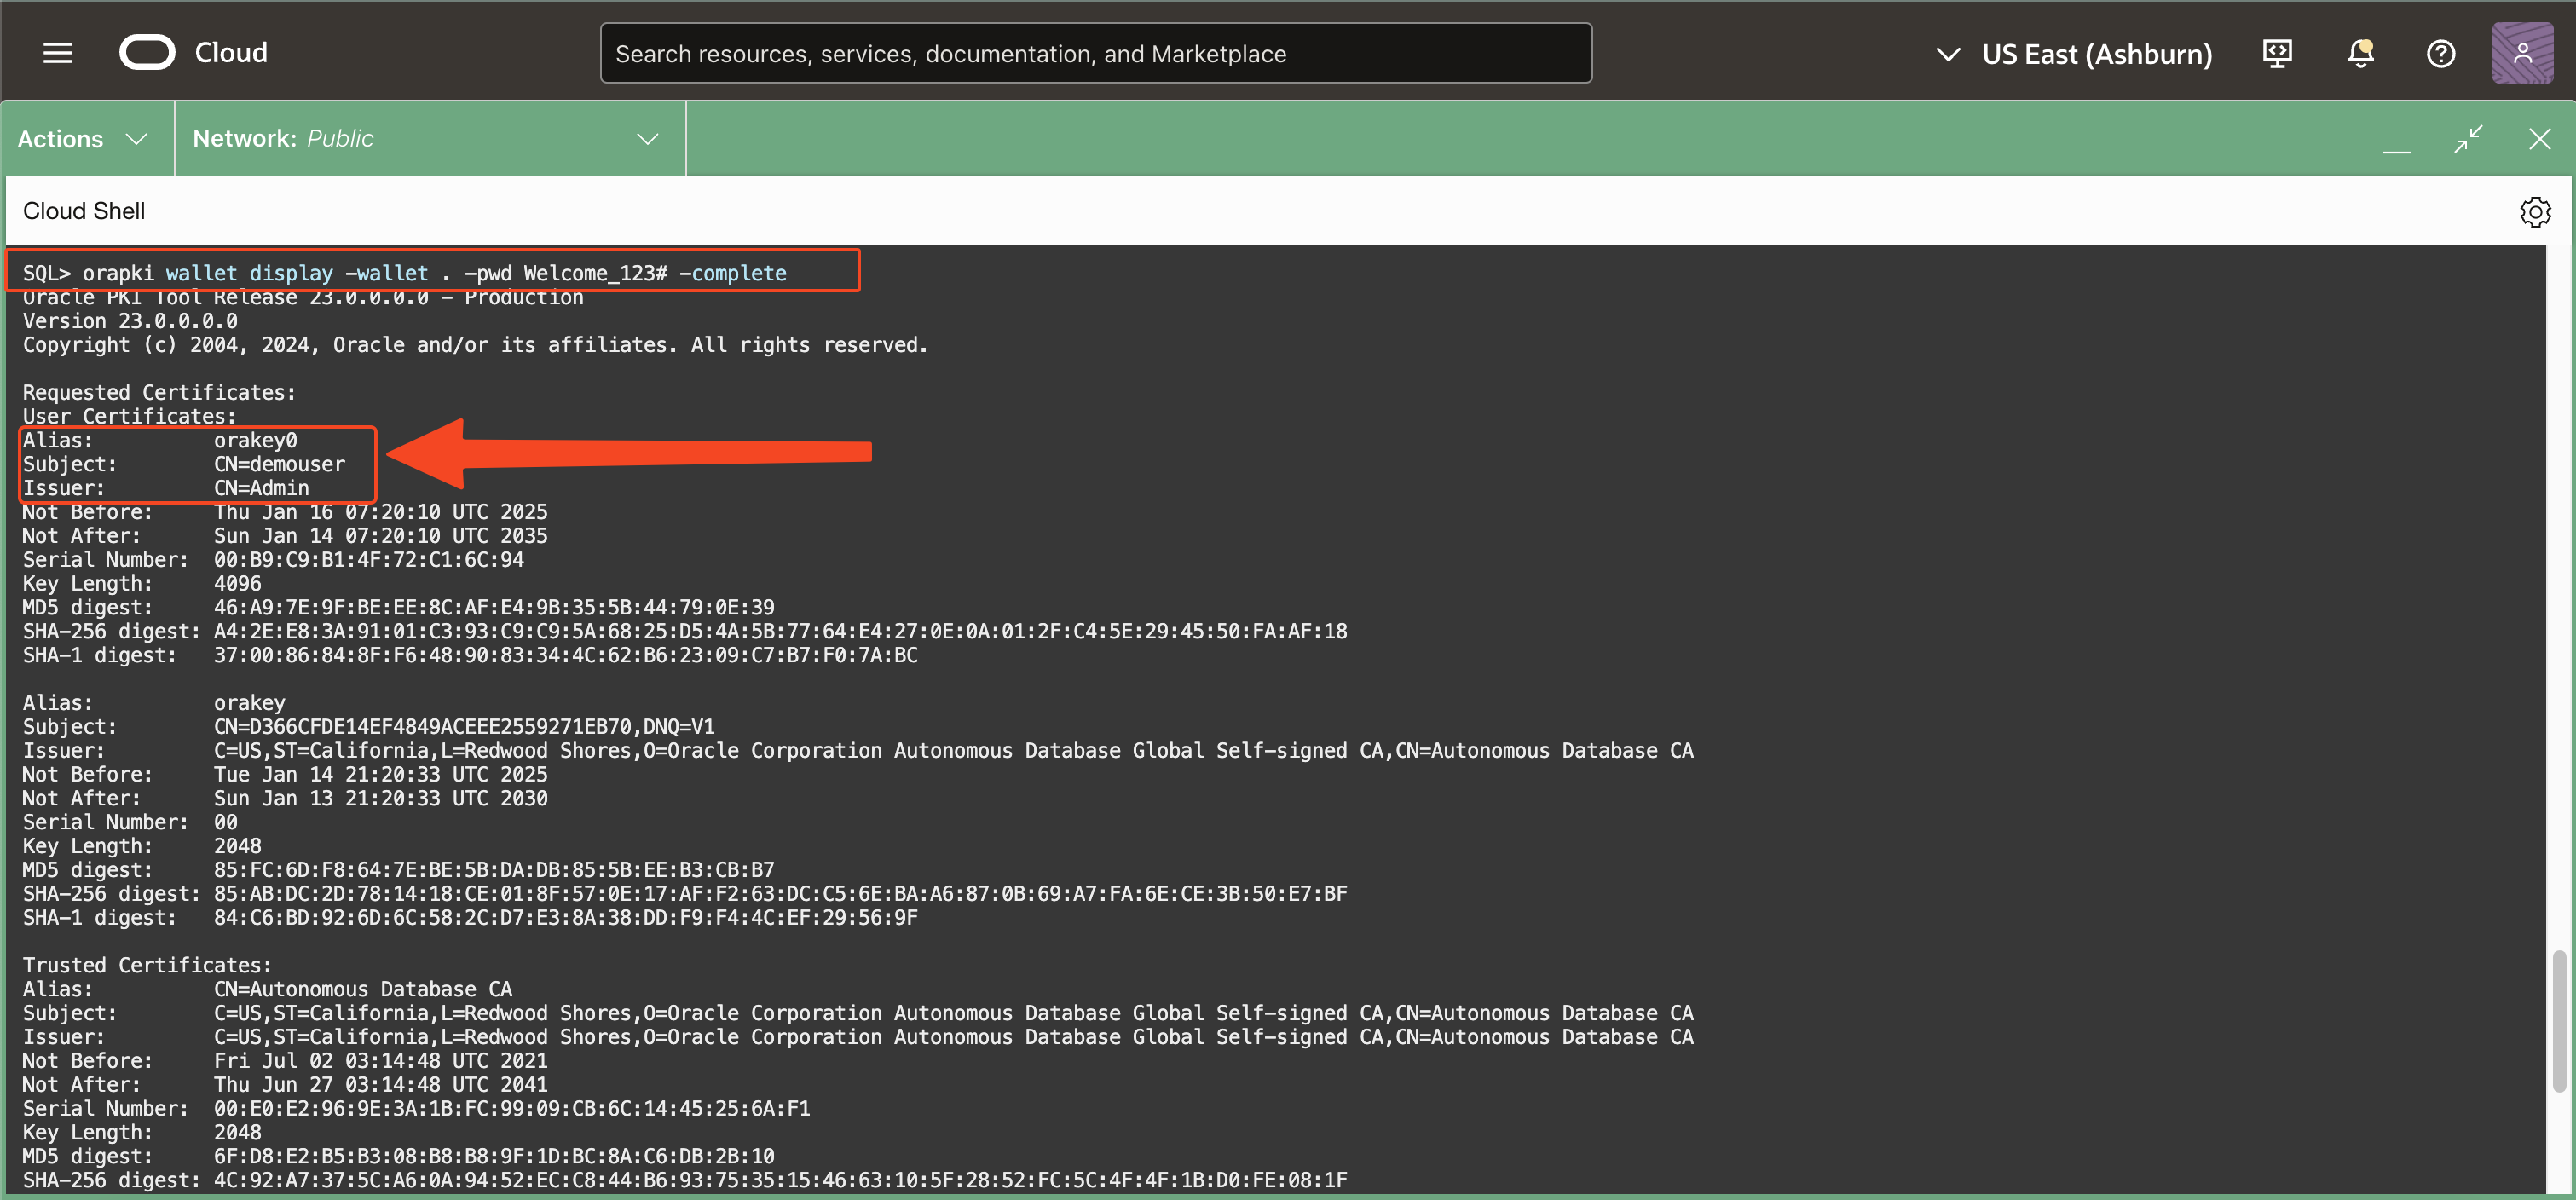 Cloud
Search resources, services, documentation, and Marketplace
US East (Ashburn)
Actions
Network: Public
Cloud Shell
SQL> orapki wallet display -wallet . -pwd Welcome_123# -complete
Oracle PKI Tool Release 23.0.0.0.0 - Production
Version 23.0.0.0.0
Copyright (c) 2004, 2024, Oracle and/or its affiliates. All rights reserved.
Requested Certificates:
User Certificates:
Alias: orakey0
Subject: CN=demouser
Issuer: CN=Admin
Not Before: Thu Jan 16 07:20:10 UTC 2025
Not After: Sun Jan 14 07:20:10 UTC 2035
Serial Number: 00:B9:C9:B1:4F:72:C1:6C:94
Key Length: 4096
MD5 digest: 46:A9:7E:9F:BE:EE:8C:AF:E4:9B:35:5B:44:79:0E:39
SHA-256 digest: A4:2E:E8:3A:91:01:C3:93:C9:C9:5A:68:25:D5:4A:5B:77:64:E4:27:0E:0A:01:2F:C4:5E:29:45:50:FA:AF:18
SHA-1 digest: 37:00:86:84:8F:F6:48:90:83:34:4C:62:B6:23:09:C7:B7:F0:7A:BC
Alias: orakey
Subject: CN=D366CFDE14EF4849ACEEE2559271EB70,DNQ=V1
Issuer: C=US,ST=California,L=Redwood Shores,O=Oracle Corporation Autonomous Database Global Self-signed CA,CN=Autonomous Database CA
Not Before: Tue Jan 14 21:20:33 UTC 2025
Not After: Sun Jan 13 21:20:33 UTC 2030
Serial Number: 00
Key Length: 2048
MD5 digest: 85:FC:6D:F8:64:7E:BE:5B:DA:DB:85:5B:EE:B3:CB:B7
SHA-256 digest: 85:AB:DC:2D:78:14:18:CE:01:8F:57:0E:17:AF:F2:63:DC:C5:6E:BA:A6:87:0B:69:A7:FA:6E:CE:3B:50:E7:BF
SHA-1 digest: 84:C6:BD:92:6D:6C:58:2C:D7:E3:8A:38:DD:F9:F4:4C:EF:29:56:9F
Trusted Certificates:
Alias: CN=Autonomous Database CA
Subject: C=US,ST=California,L=Redwood Shores,O=Oracle Corporation Autonomous Database Global Self-signed CA,CN=Autonomous Database CA
Issuer: C=US,ST=California,L=Redwood Shores,O=Oracle Corporation Autonomous Database Global Self-signed CA,CN=Autonomous Database CA
Not Before: Fri Jul 02 03:14:48 UTC 2021
Not After: Thu Jun 27 03:14:48 UTC 2041
Serial Number: 00:E0:E2:96:9E:3A:1B:FC:99:09:CB:6C:14:45:25:6A:F1
Key Length: 2048
MD5 digest: 6F:D8:E2:B5:B3:08:B8:B8:9F:1D:BC:8A:C6:DB:2B:10
SHA-256 digest: 4C:92:A7:37:5C:A6:0A:94:52:EC:C8:44:B6:93:75:35:15:46:63:10:5F:28:52:FC:5C:4F:4F:1B:D0:FE:08:1F